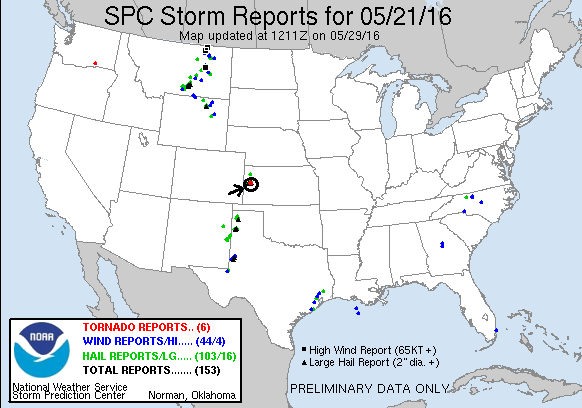 SPC Storm Reports for 05/21/16
Map updated at 1211Z on 05/29/16
TORNADO REPORTS.. (6)
WIND REPORTS/HI..... (44/4)
HAIL REPORTS/LG..... (103/16)
TOTAL REPORTS....... (153)
NOAA
National Weather Service
Storm Prediction Center Norman, Oklahoma
High Wind Report (65KT +)
Large Hail Report (2" dia. +)
PRELIMINARY DATA ONLY